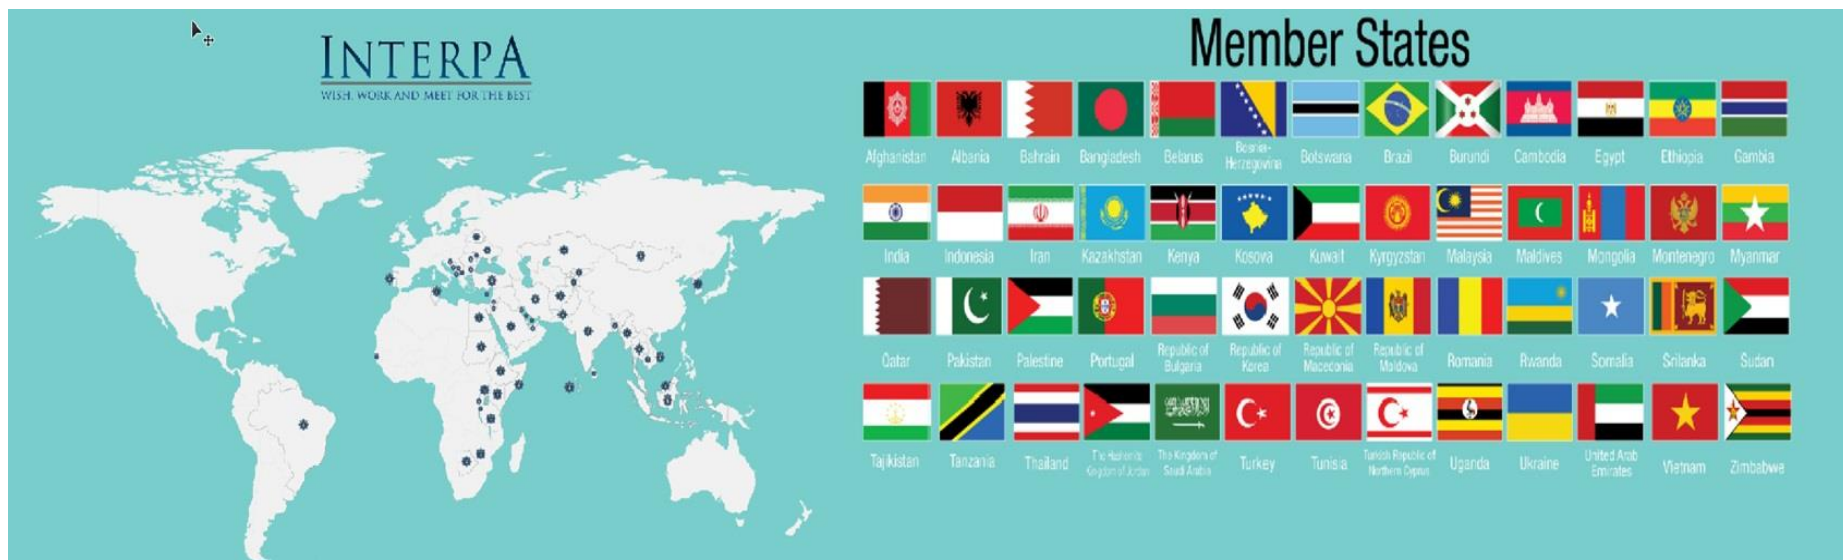 INTERPA
WISH, WORK AND MEET FOR THE BEST
Member States
Afghanistan
Albania
Bahrain
Bangladesh
Belarus
Bosnia-
Herzegovina
Botswana
Brazil
Burundi
Cambodia
Egypt
Ethiopia
Gambia
India
Indonesia
Iran
Kazakhstan
Kenya
Kosova
Kuwait
Kyrgyzstan
Malaysia
Maldives
Mongolia
Montenegro
Myanmar
Qatar
Pakistan
Palestine
Portugal
Republic of
Bulgaria
Republic of
Korea
Republic of
Macedonia
Republic of
Moldova
Romania
Rwanda
Somalia
Srilanka
Sudan
Tajikistan
Tanzania
Thailand
The Hashemite
Kingdom of Jordan
The Kingdom of
Saudi Arabia
Turkey
Tunisia
Turkish Republic of
Northern Cyprus
Uganda
Ukraine
United Arab
Emirates
Vietnam
Zimbabwe